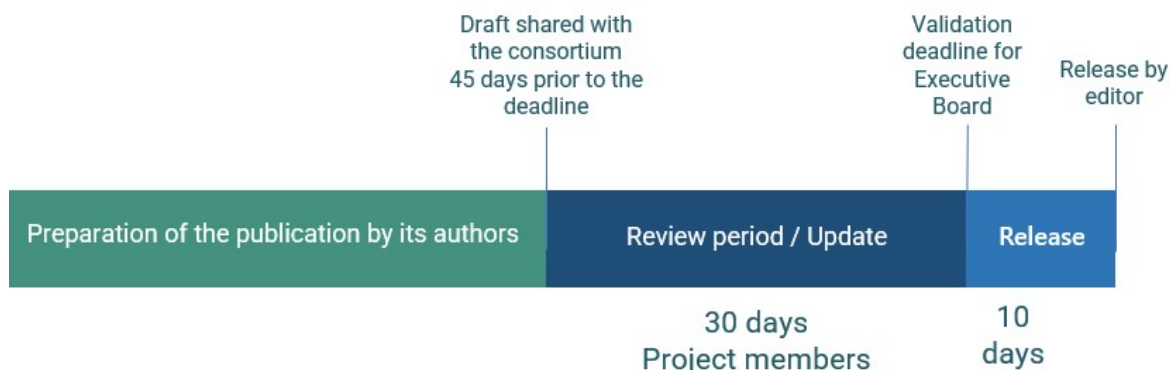 Draft shared with
the consortium
45 days prior to the
deadline
Validation
deadline for
Executive
Board
Release by
editor
Preparation of the publication by its authors
Review period / Update
Release
30 days
Project members
10
days